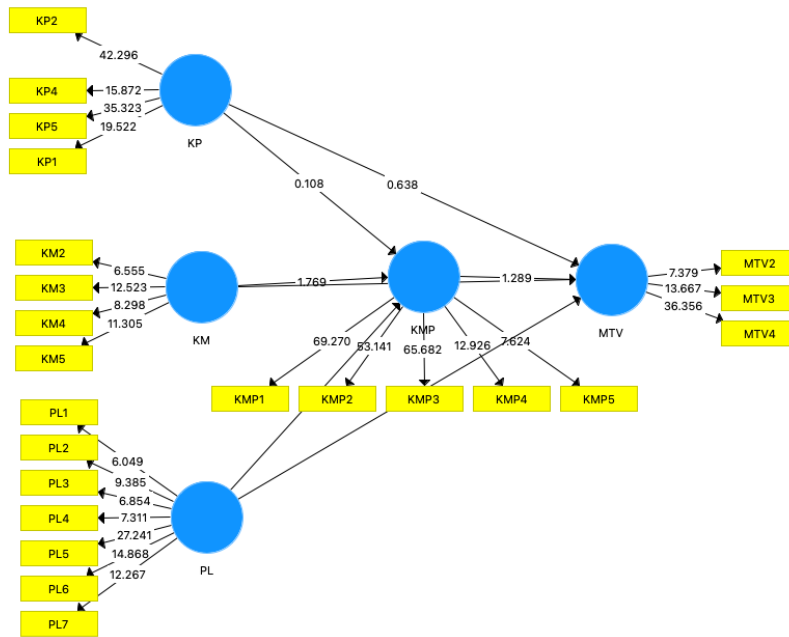 KP2
42.296
KP4
15.872
35.323
KP5
19.522
KP1
KP
0.108
0.638
KM2
6.555
KM3
12.523
KM4
8.298
11.305
KM5
KM
1.769
KMP
1.289
MTV
7.379
MTV2
13.667
MTV3
36.356
MTV4
69.270
53.141
65.682
12.926
7.624
KMP1
KMP2
KMP3
KMP4
KMP5
PL1
PL2
6.049
PL3
9.385
6.854
PL4
7.311
27.241
PL5
14.868
PL6
12.267
PL7
PL